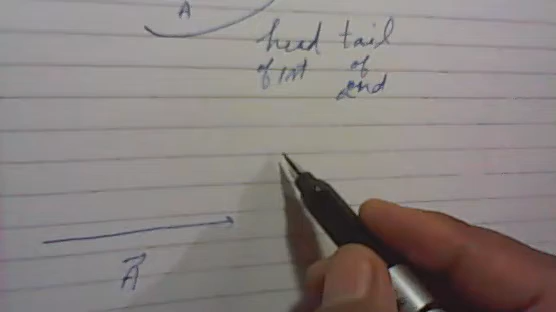 A
head tail
of 1st of
2nd
A⃗